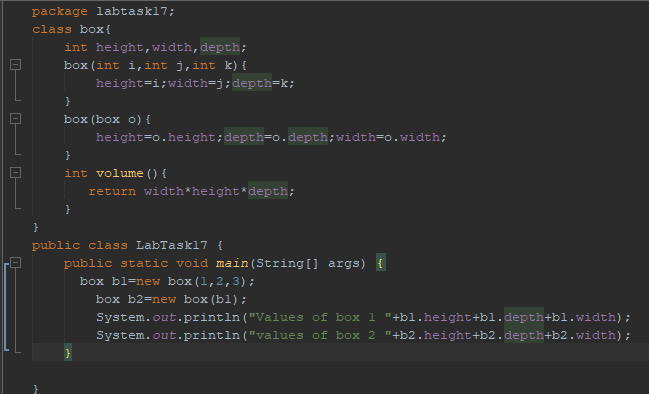 package labtask17;
class box{
int height,width,depth;
box(int i,int j,int k){
height=i;width=j;depth=k;
}
box(box o){
height=o.height;depth=o.depth;width=o.width;
}
int volume(){
return width*height*depth;
}
}
public class LabTask17 {
public static void main(String[] args) {
box b1=new box(1,2,3);
box b2=new box(b1);
System.out.println("Values of box 1 "+b1.height+b1.depth+b1.width);
System.out.println("values of box 2 "+b2.height+b2.depth+b2.width);
}
}